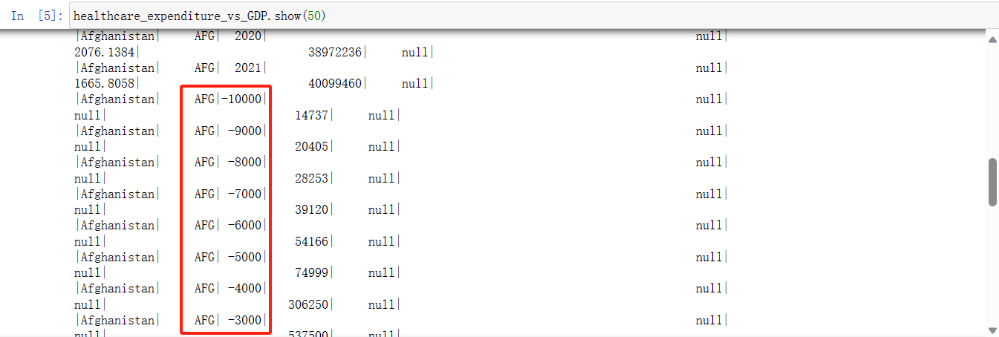 In [5]: healthcare_expenditure_vs_GDP.show(50)
|Afghanistan| AFG| 2020| null|
2076.1384| 38972236| null|
|Afghanistan| AFG| 2021| null|
1665.8058| 40099460| null|
|Afghanistan| AFG|-10000| null|
null| 14737| null|
|Afghanistan| AFG| -9000| null|
null| 20405| null|
|Afghanistan| AFG| -8000| null|
null| 28253| null|
|Afghanistan| AFG| -7000| null|
null| 39120| null|
|Afghanistan| AFG| -6000| null|
null| 54166| null|
|Afghanistan| AFG| -5000| null|
null| 74999| null|
|Afghanistan| AFG| -4000| null|
null| 306250| null|
|Afghanistan| AFG| -3000| null|
null| 537500| null|